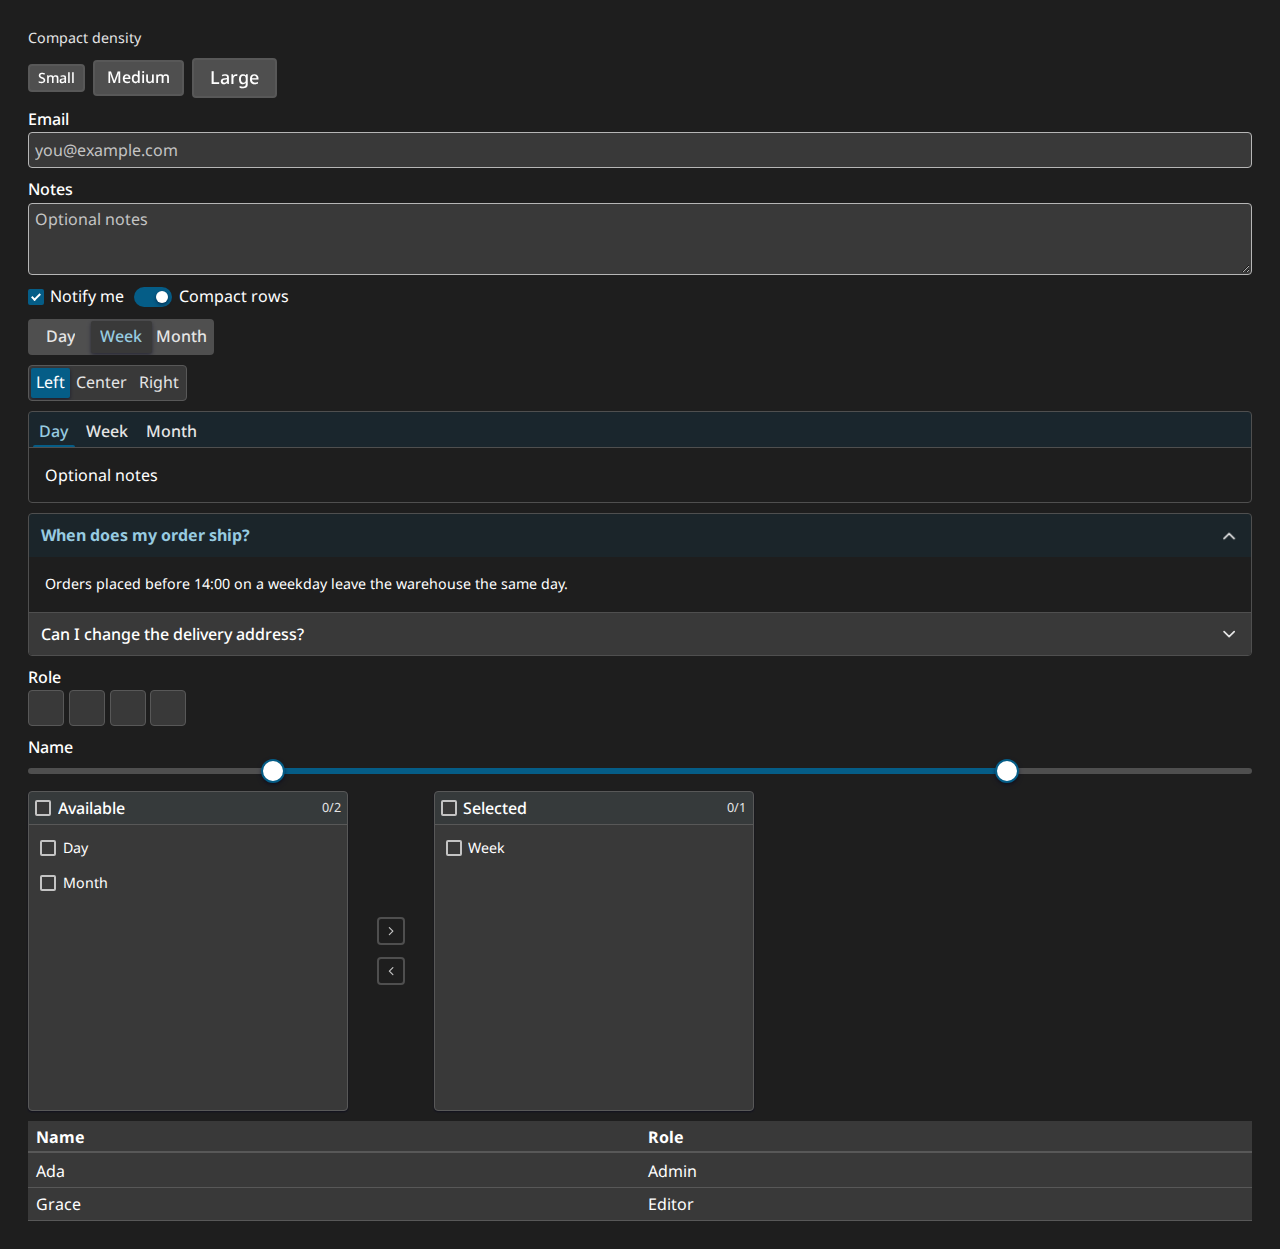 Compact density
Small Medium Large
Email
you@example.com
Notes
Optional notes
Notify me Compact rows
Day Week Month
Left Center Right
Day Week Month
Optional notes
When does my order ship?
Orders placed before 14:00 on a weekday leave the warehouse the same day.
Can I change the delivery address?
Role
Name
Available 0/2 Selected 0/1
Day Week
Month
Name Role
Ada Admin
Grace Editor